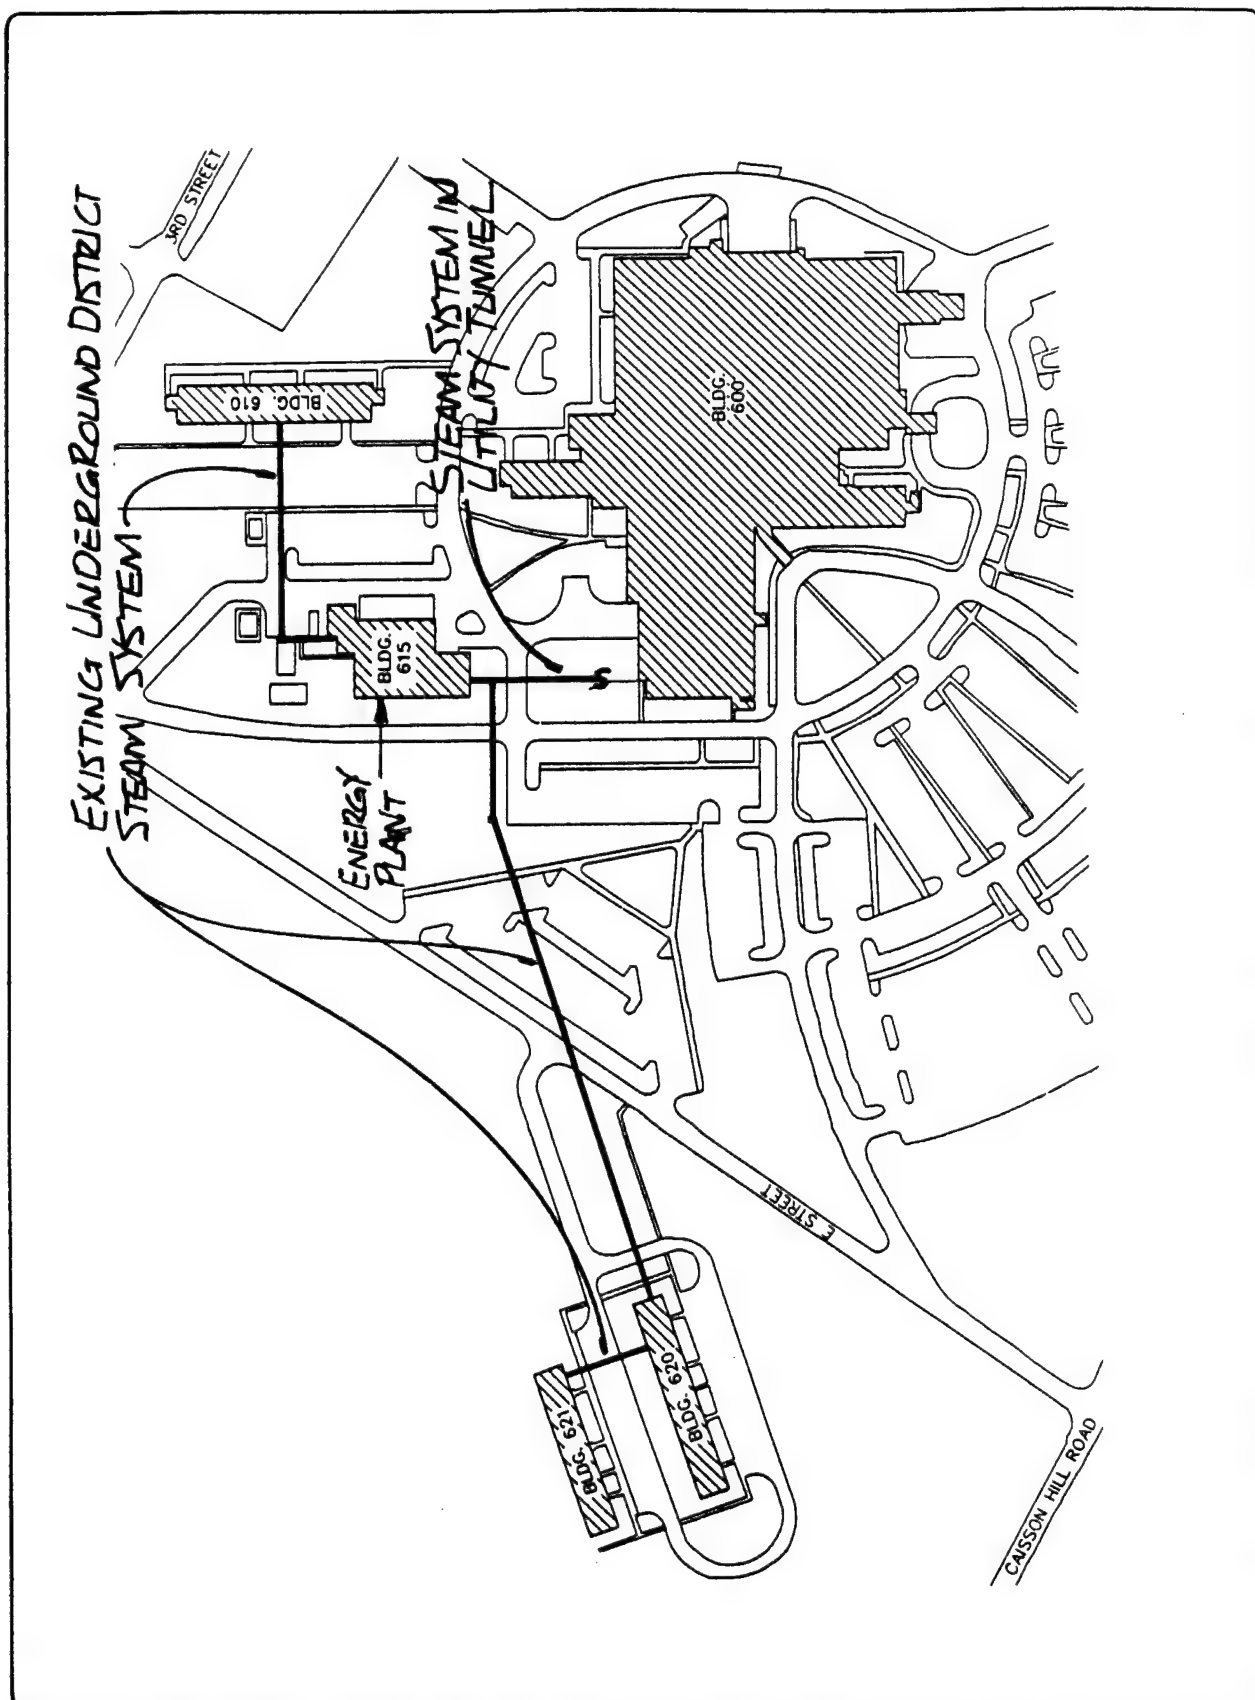 EXISTING UNDERGROUND DISTRICT
STEAM SYSTEM
3RD STREET
STEAM SYSTEM IN
UTILITY TUNNEL
BLDG. 610
BLDG.
600
BLDG.
615
ENERGY
PLANT
E STREET
BLDG. 621
BLDG. 620
CAISSON HILL ROAD